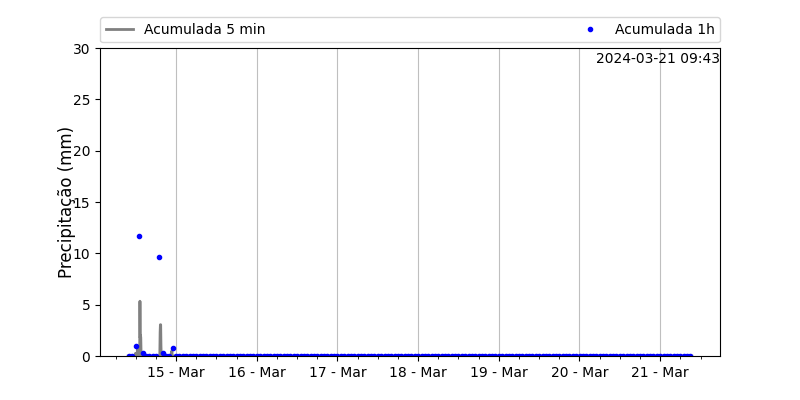 Acumulada 5 min
Acumulada 1h
2024-03-21 09:43
Precipitação (mm)
30
25
20
15
10
5
0
15 - Mar
16 - Mar
17 - Mar
18 - Mar
19 - Mar
20 - Mar
21 - Mar